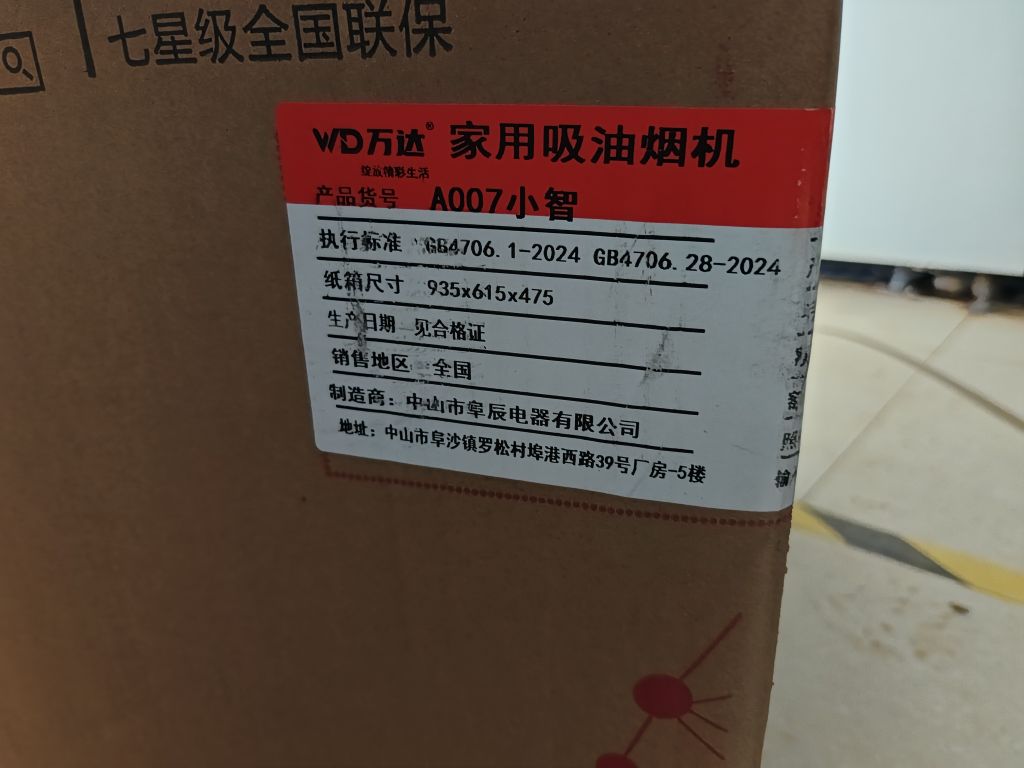 七星级全国联保
WD万达® 家用吸油烟机
绽放精彩生活
产品货号 A007小智
执行标准 GB4706.1-2024 GB4706.28-2024
纸箱尺寸 935x615x475
生产日期 见合格证
销售地区 全国
制造商：中山市阜辰电器有限公司
地址：中山市阜沙镇罗松村埠港西路39号厂房-5楼